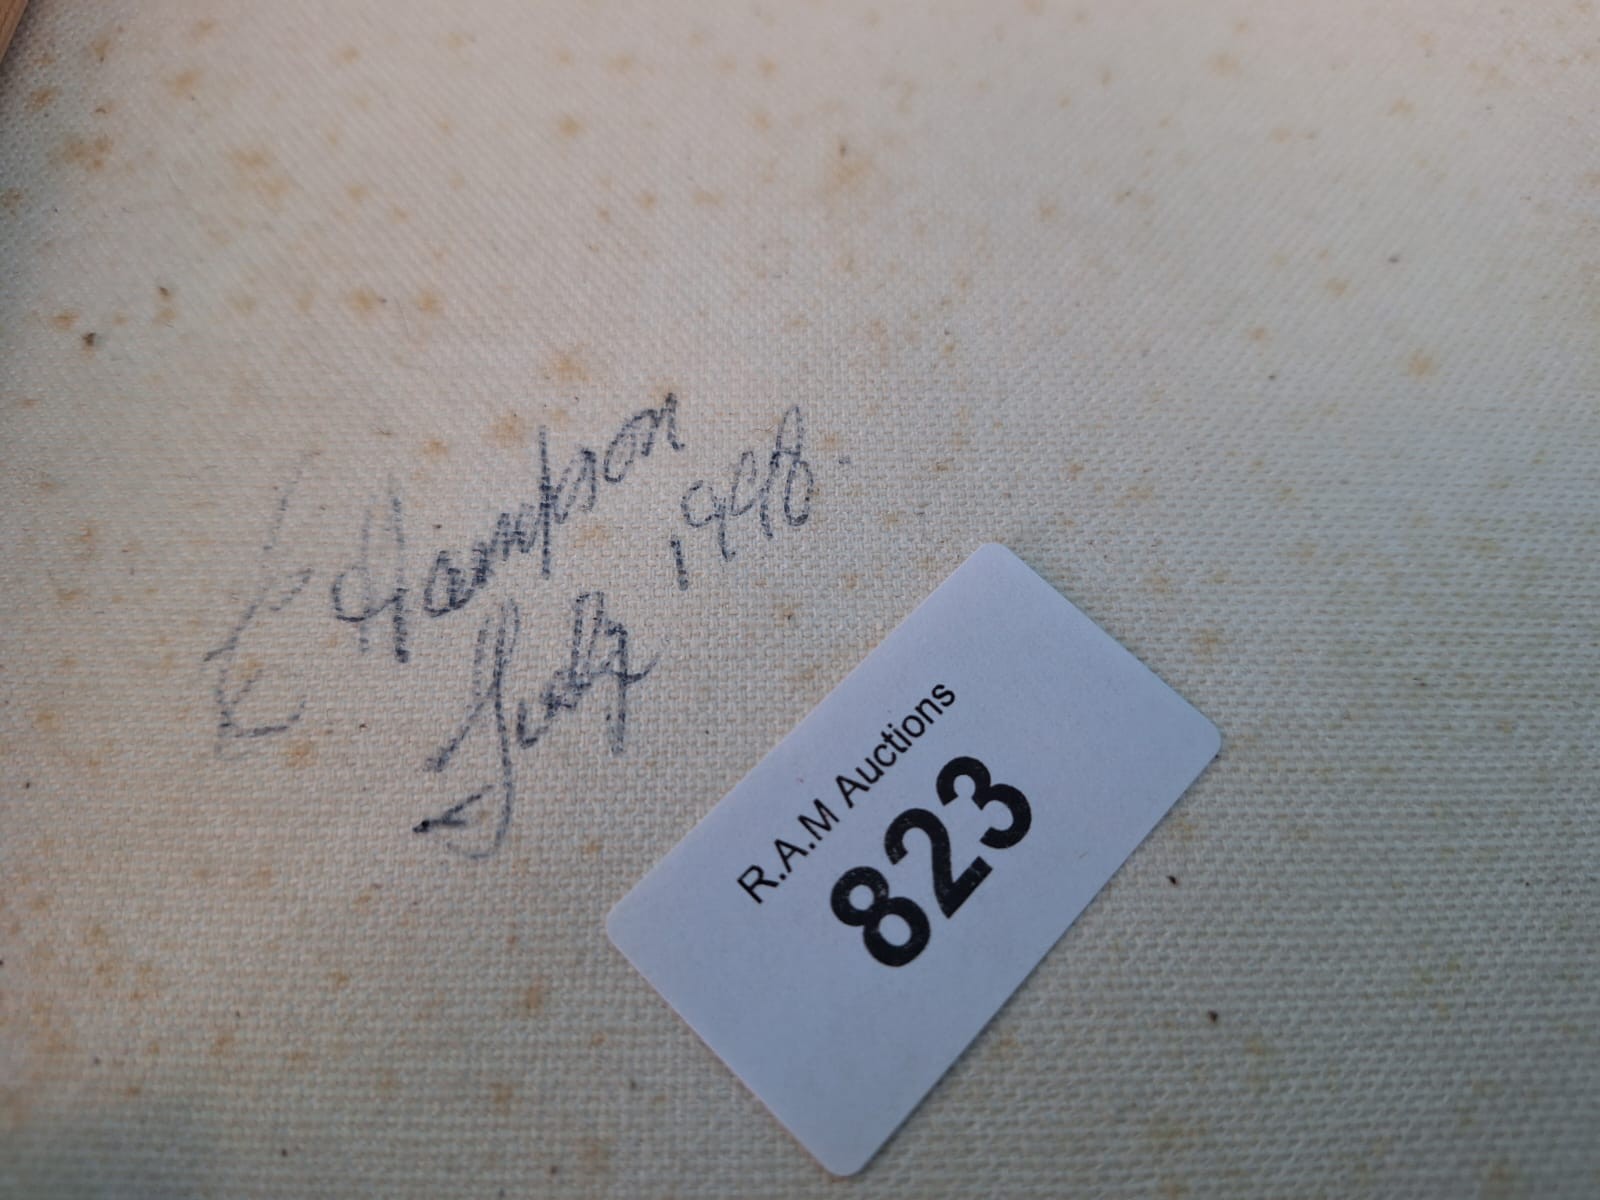 E Hampson
July 1998.
R.A.M Auctions
823